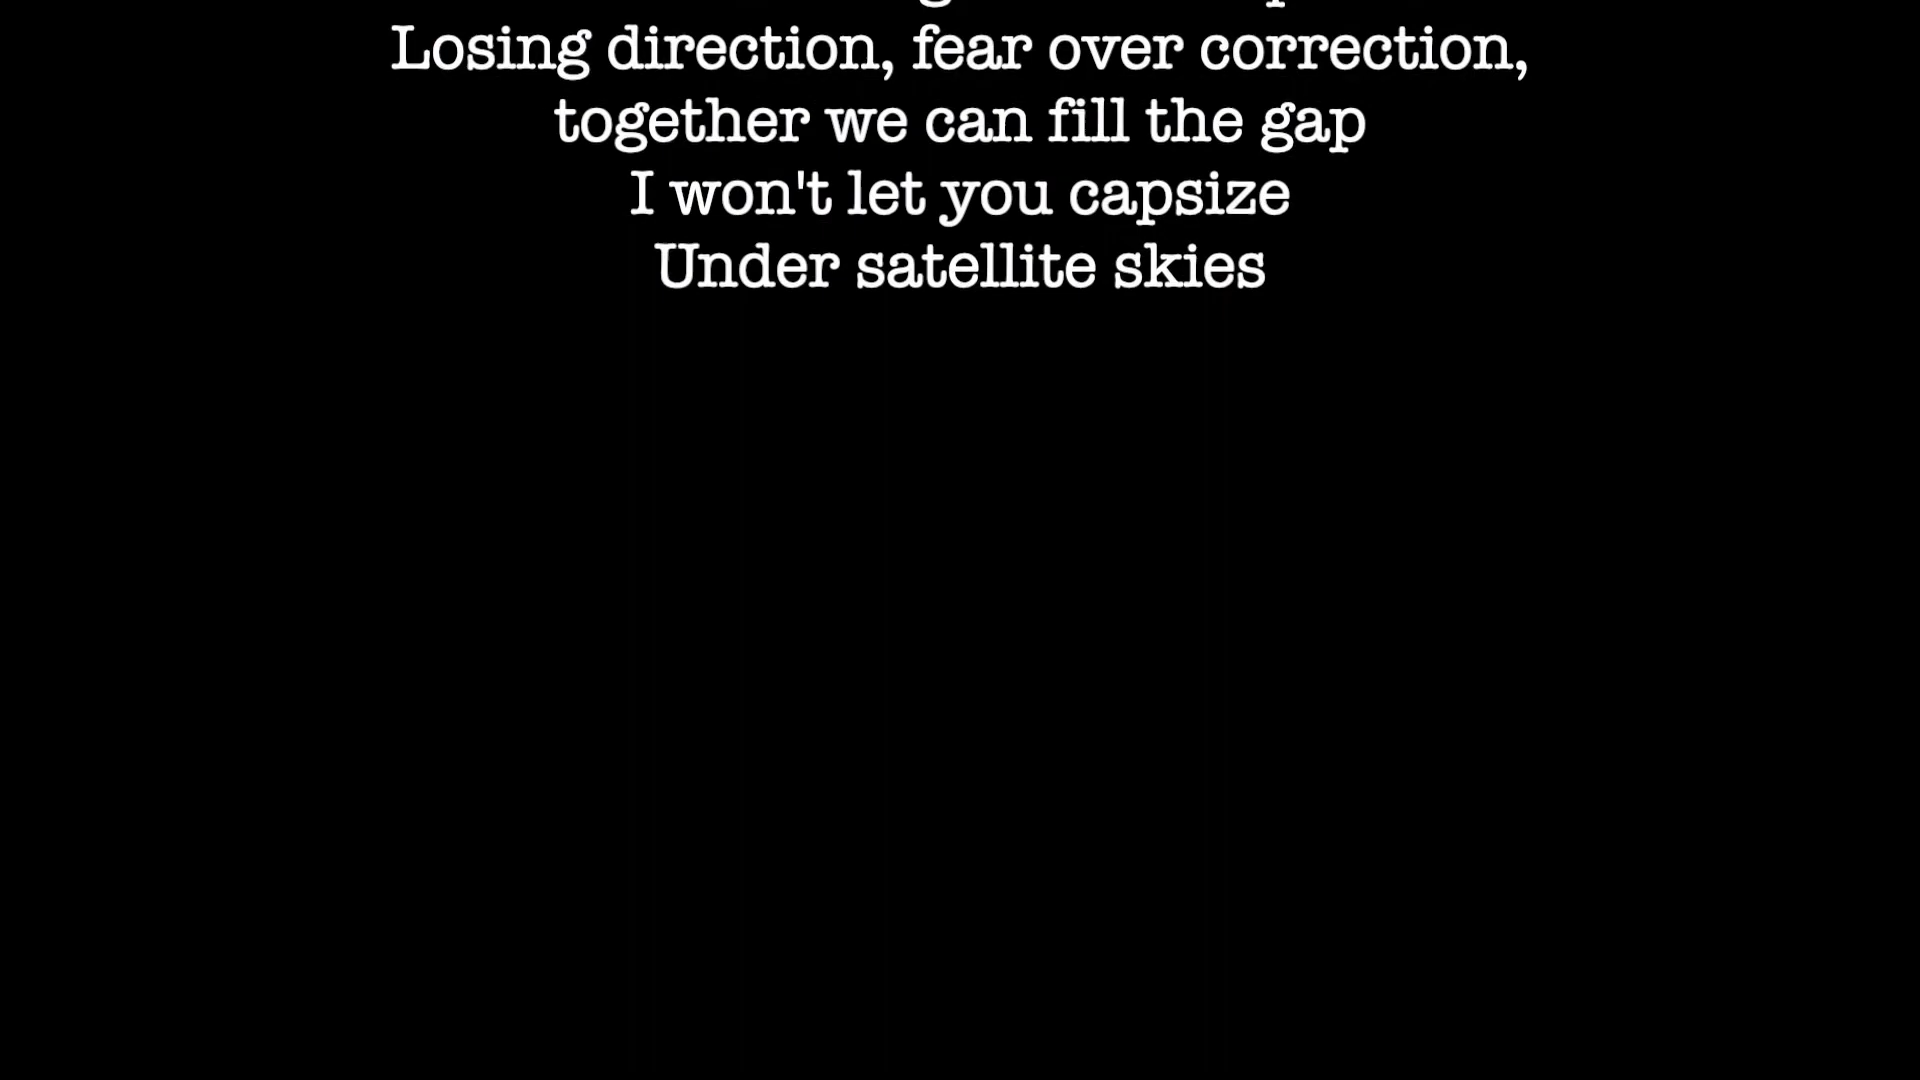 Losing direction, fear over correction,
together we can fill the gap
I won't let you capsize
Under satellite skies